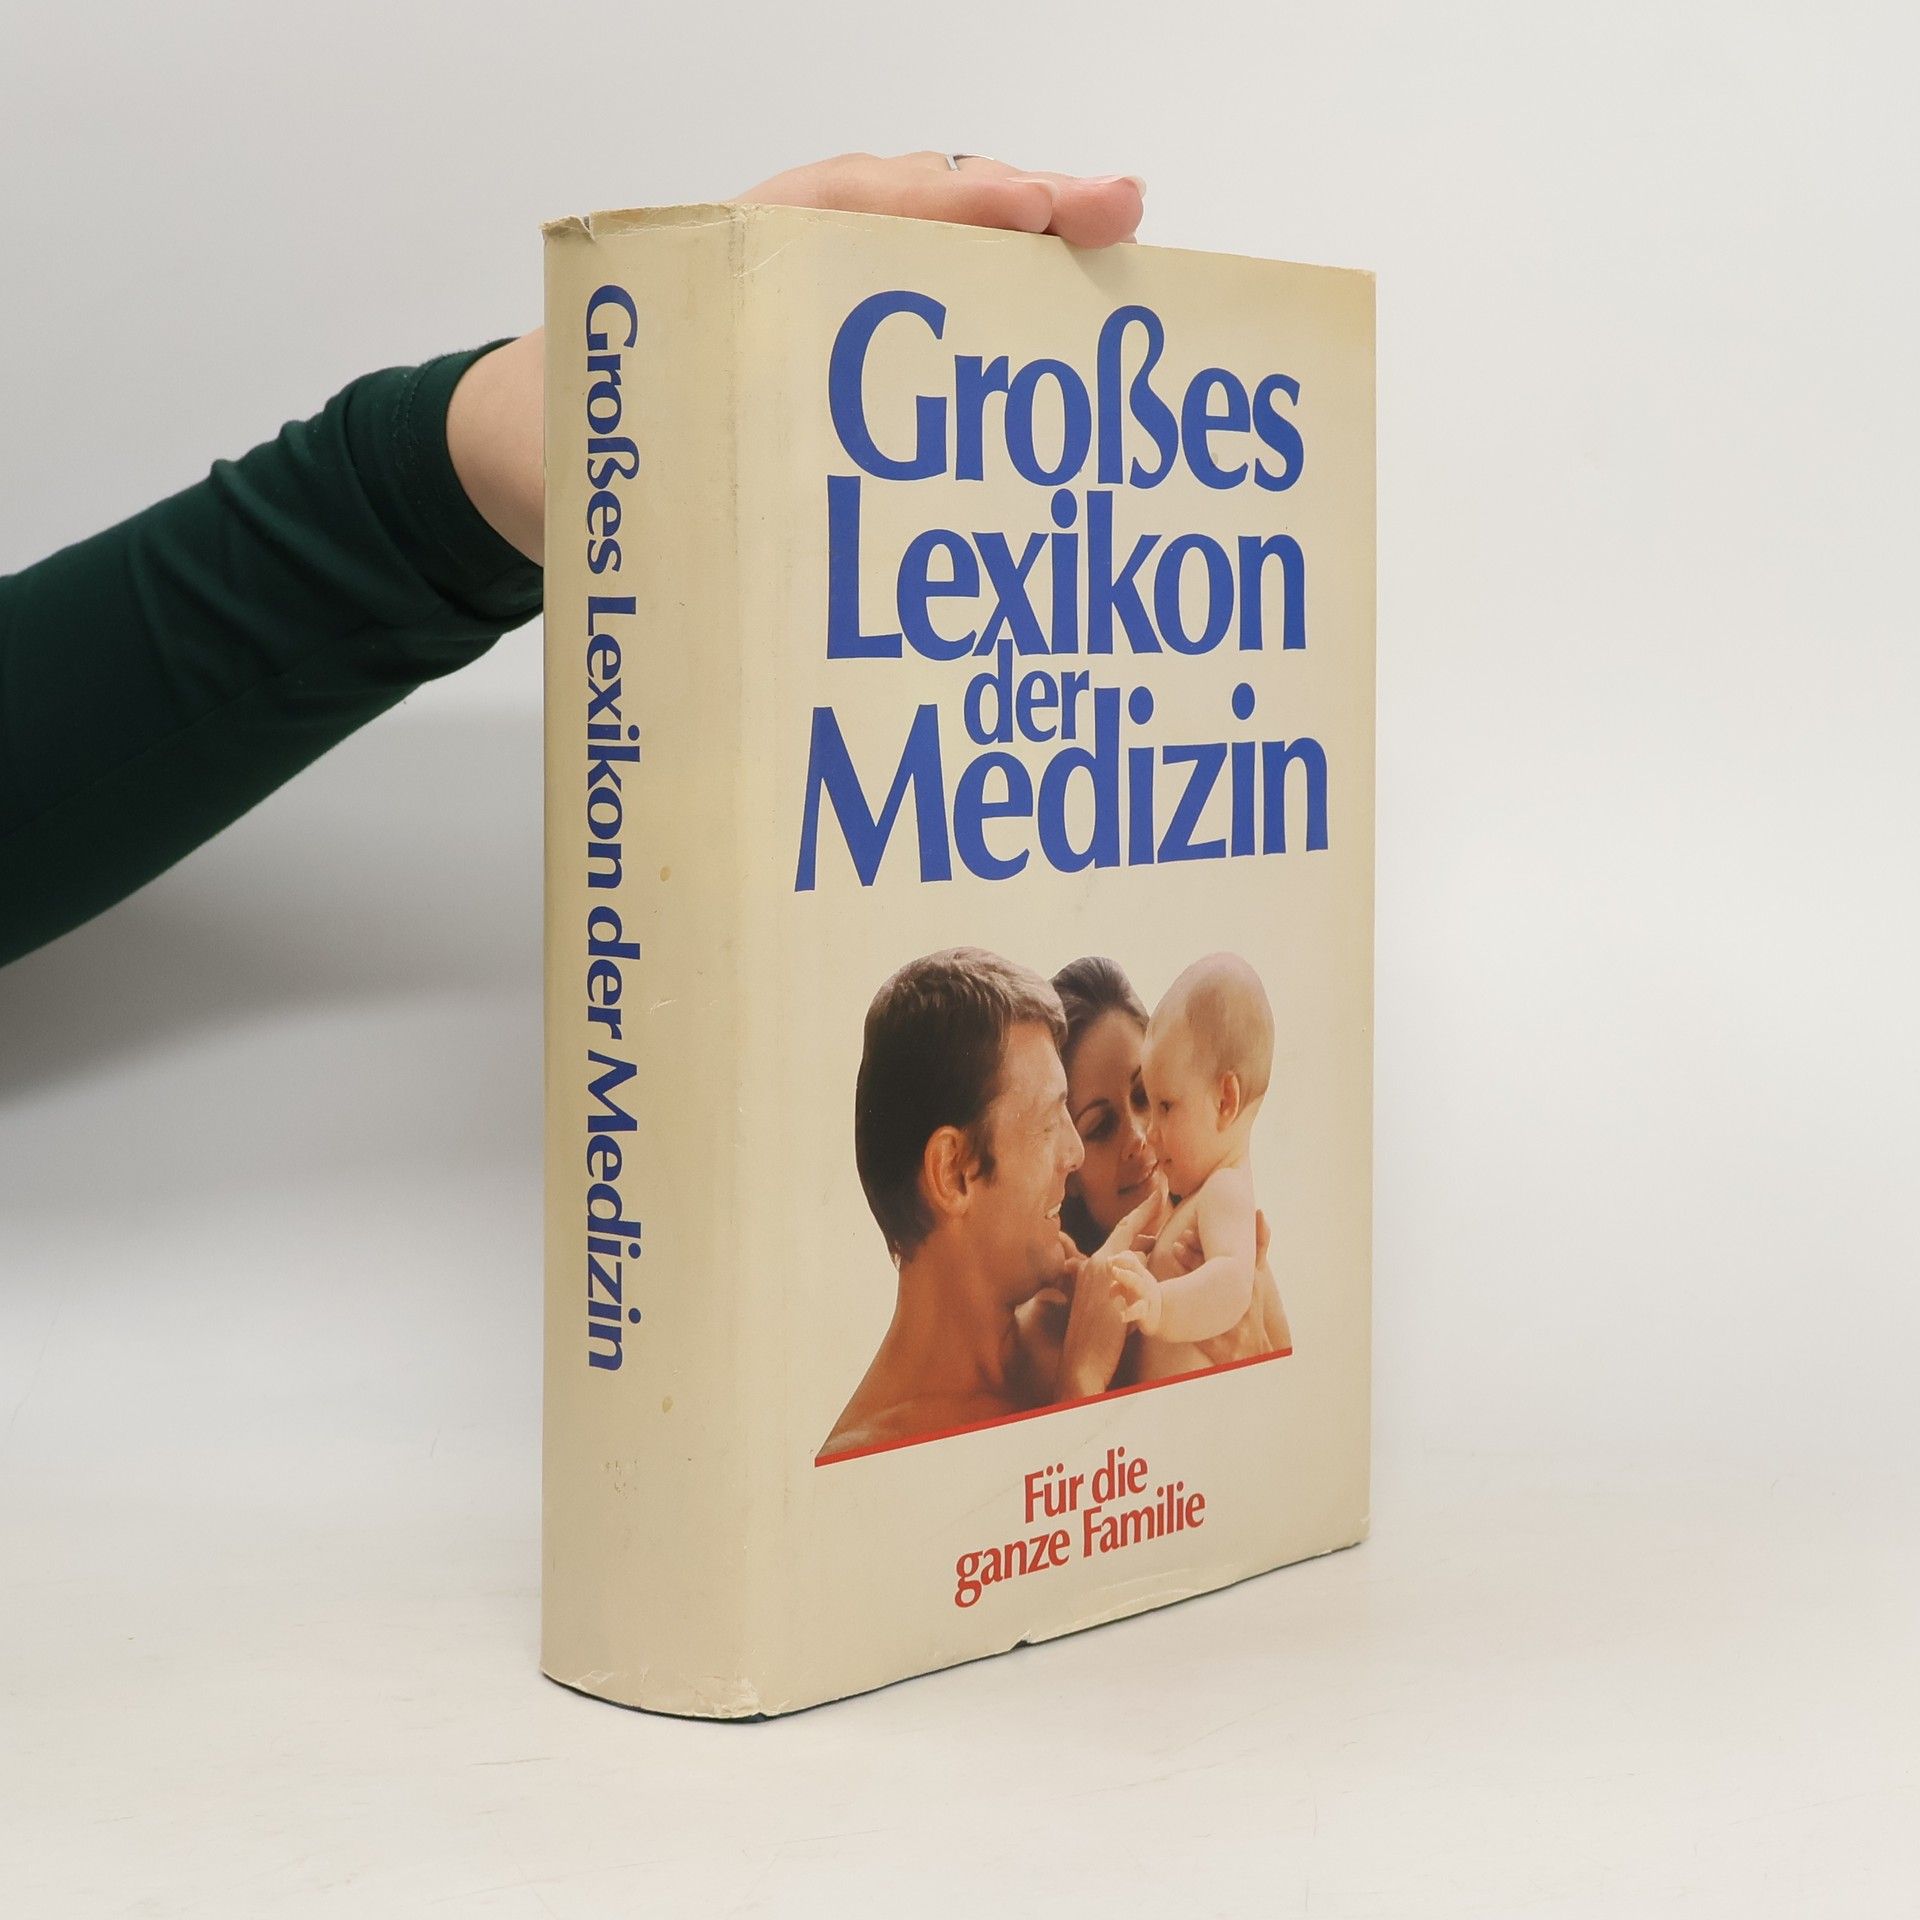 Großes Lexikon der Medizin
Großes
Lexikon
der
Medizin
Für die
ganze Familie